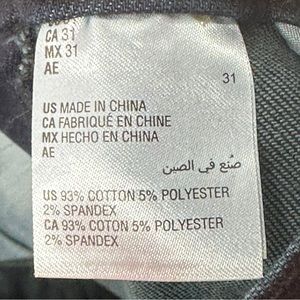 CA 31
MX 31
AE
31
US MADE IN CHINA
CA FABRIQUÉ EN CHINE
MX HECHO EN CHINA
AE
صُنع في الصين
US 93% COTTON 5% POLYESTER
2% SPANDEX
CA 93% COTON 5% POLYESTER
2% SPANDEX